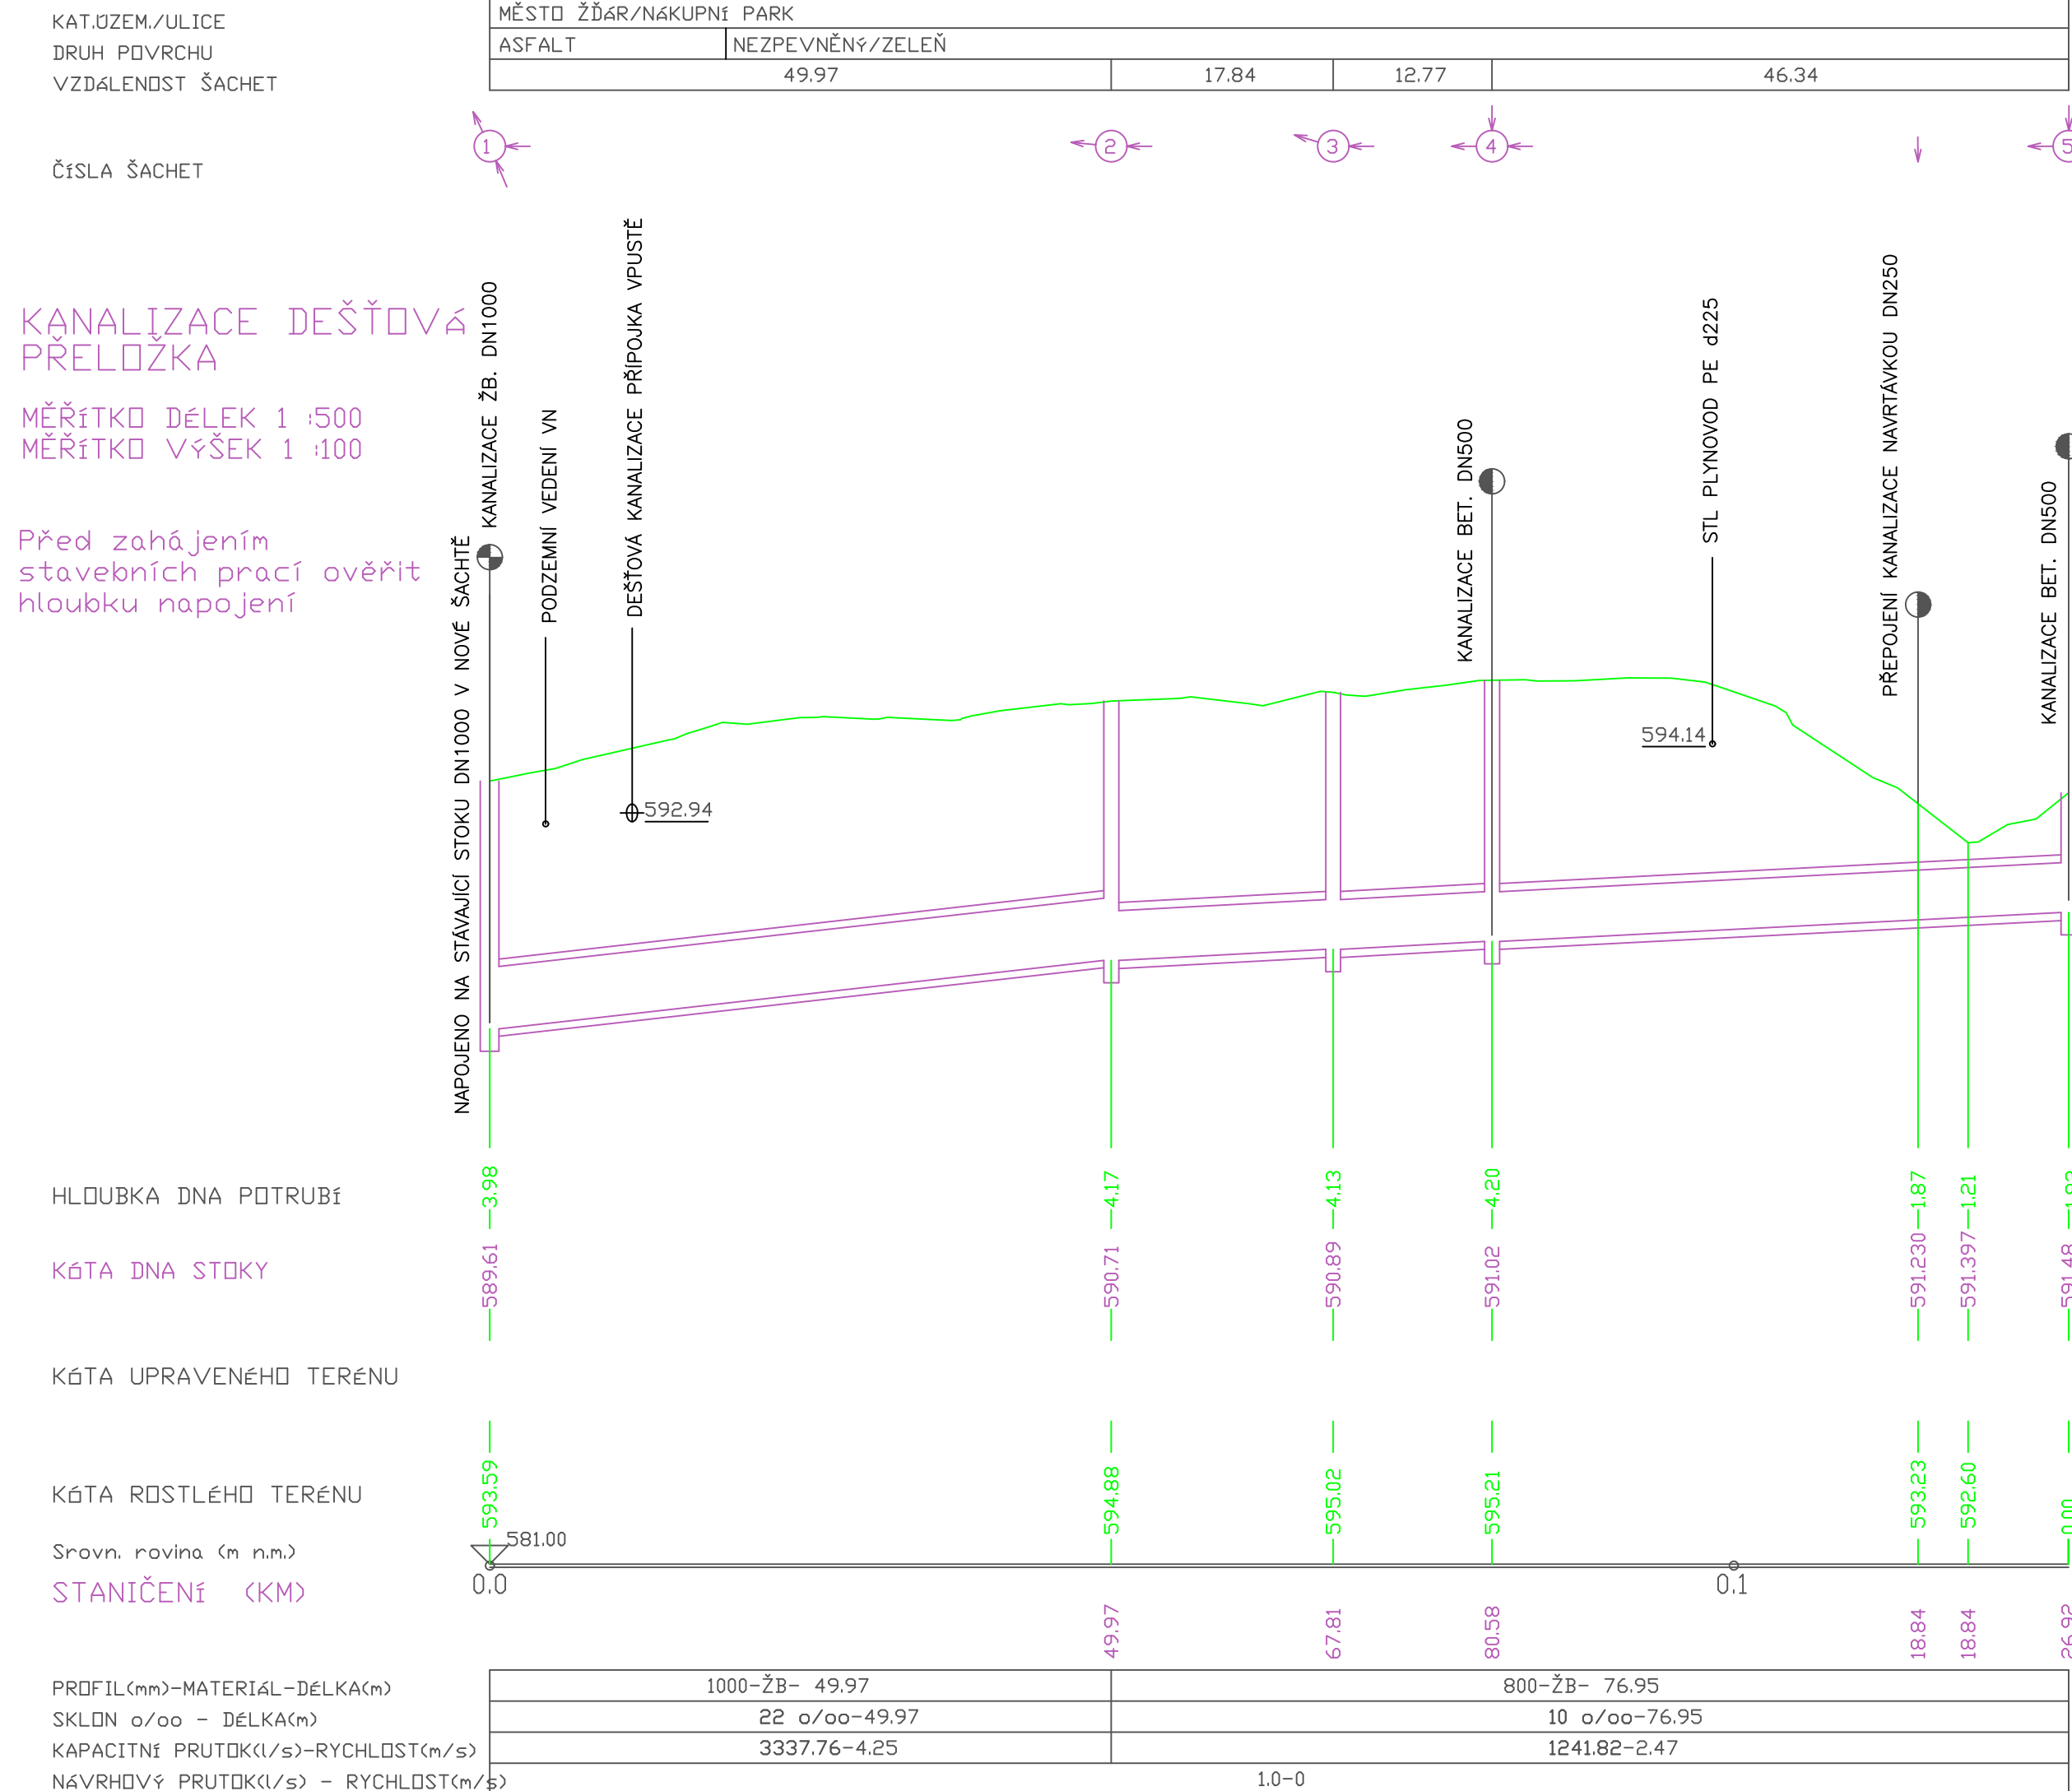 KAT.ÚZEM./ULICE
MĚSTO ŽĎÁR/NÁKUPNÍ PARK
DRUH POVRCHU
ASFALT
NEZPEVNĚNÝ/ZELEŇ
VZDÁLENOST ŠACHET
49.97
17.84
12.77
46.34
ČÍSLA ŠACHET
1
2
3
4
5
KANALIZACE DEŠŤOVÁ
PŘELOŽKA
MĚŘÍTKO DÉLEK 1 :500
MĚŘÍTKO VÝŠEK 1 :100
Před zahájením
stavebních prací ověřit
hloubku napojení
NAPOJENO NA STÁVAJÍCÍ STOKU DN1000 V NOVÉ ŠACHTĚ
KANALIZACE ŽB. DN1000
PODZEMNÍ VEDENÍ VN
DEŠŤOVÁ KANALIZACE PŘÍPOJKA VPUSTĚ
592.94
KANALIZACE BET. DN500
STL PLYNOVOD PE d225
594.14
PŘEPOJENÍ KANALIZACE NAVRTÁVKOU DN250
KANALIZACE BET. DN500
HLOUBKA DNA POTRUBÍ
3.98
4.17
4.13
4.20
1.87
1.21
KÓTA DNA STOKY
589.61
590.71
590.89
591.02
591.230
591.397
591.48
KÓTA UPRAVENÉHO TERÉNU
KÓTA ROSTLÉHO TERÉNU
593.59
594.88
595.02
595.21
593.23
592.60
0.00
Srovn. rovina (m n.m.)
581.00
STANIČENÍ (KM)
0.0
0.1
49.97
67.81
80.58
18.84
18.84
26.92
PROFIL(mm)-MATERIÁL-DÉLKA(m)
1000-ŽB- 49.97
800-ŽB- 76.95
SKLON o/oo - DÉLKA(m)
22 o/oo-49.97
10 o/oo-76.95
KAPACITNÍ PRUTOK(l/s)-RYCHLOST(m/s)
3337.76-4.25
1241.82-2.47
NÁVRHOVÝ PRUTOK(l/s) - RYCHLOST(m/s)
1.0-0